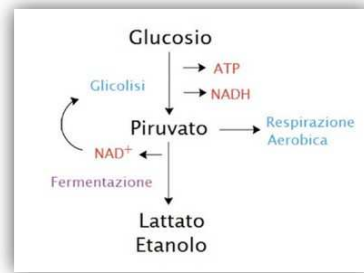 Glucosio
ATP
Glicolisi
NADH
Piruvato
Respirazione
Aerobica
NAD+
Fermentazione
Lattato
Etanolo